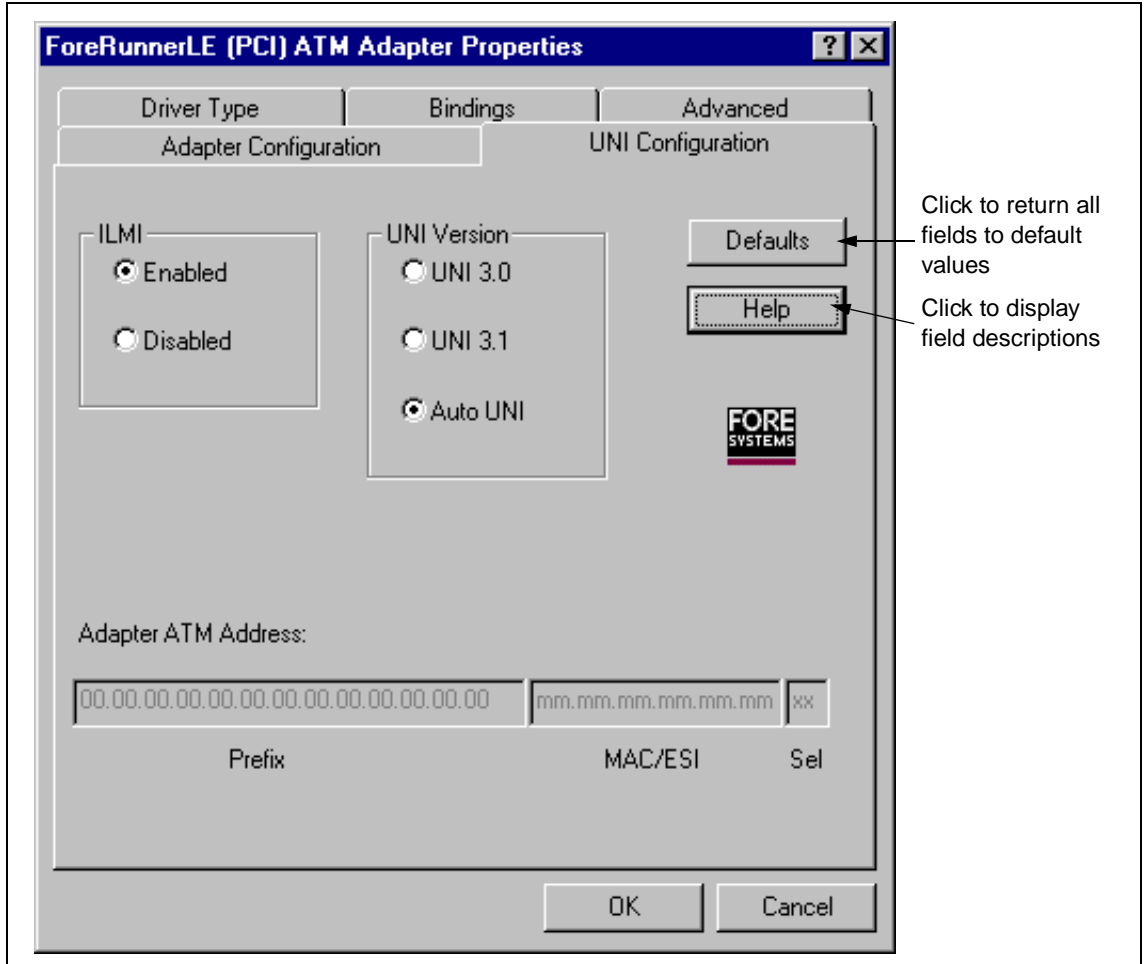 ForeRunnerLE (PCI) ATM Adapter Properties
Driver Type
Bindings
Advanced
Adapter Configuration
UNI Configuration
ILMI
Enabled
Disabled
UNI Version
UNI 3.0
UNI 3.1
Auto UNI
Defaults
Help
Click to return all
fields to default
values
Click to display
field descriptions
FORE
SYSTEMS
Adapter ATM Address:
00.00.00.00.00.00.00.00.00.00.00.00.00
mm.mm.mm.mm.mm.mm
xx
Prefix
MAC/ESI
Sel
OK
Cancel